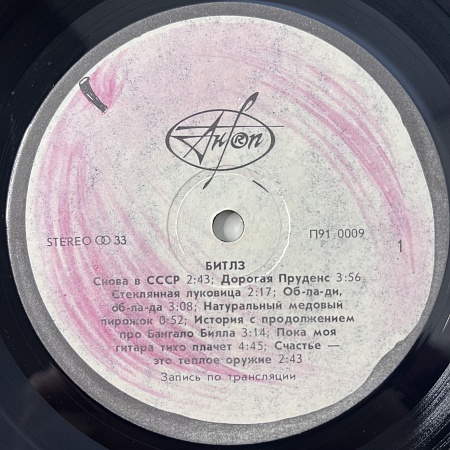 АнТроп
STEREO 33
П91 0009
1
БИТЛЗ
Снова в СССР 2:43; Дорогая Пруденс 3:56
Стеклянная луковица 2:17; Об-ла-ди,
об-ла-да 3:08; Натуральный медовый
пирожок 0:52; История с продолжением
про Бангало Билла 3:14; Пока моя
гитара тихо плачет 4:45; Счастье —
это теплое оружие 2:43
Запись по трансляции